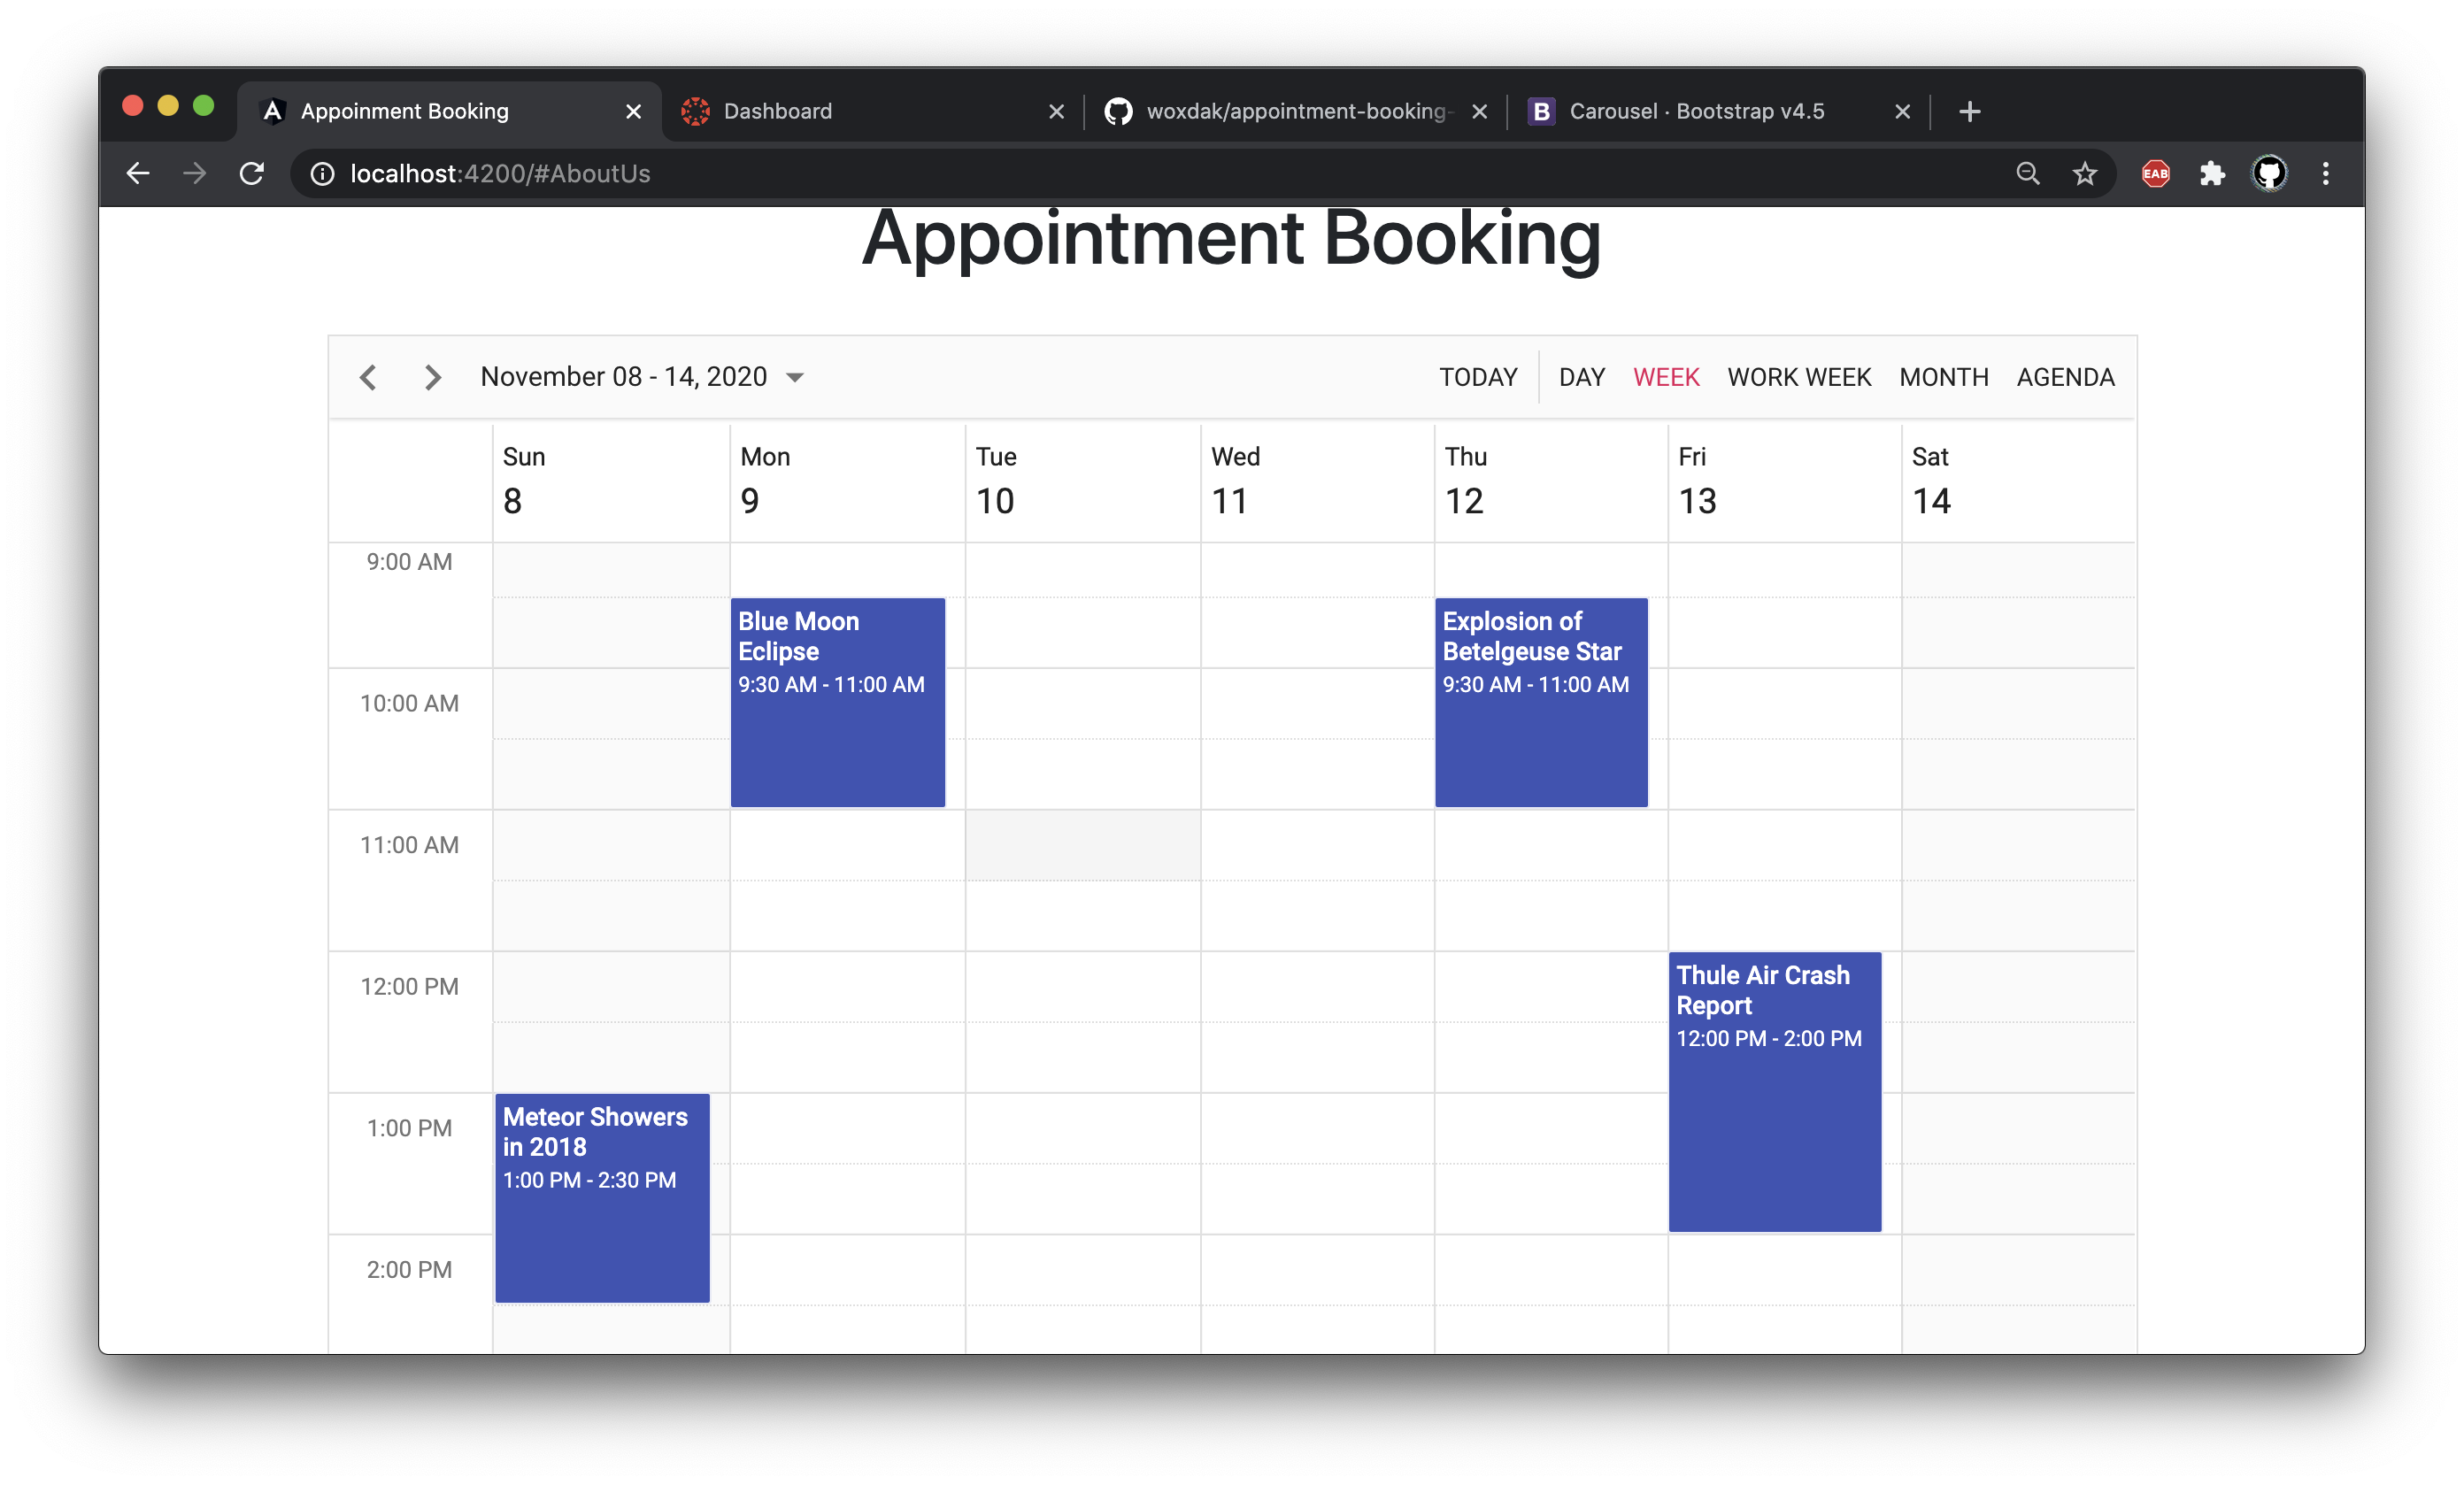 Appoinment Booking
Dashboard
woxdak/appointment-booking-
B
Carousel · Bootstrap v4.5
localhost:4200/#AboutUs
EAB
Appointment Booking
November 08 - 14, 2020
TODAY DAY WEEK WORK WEEK MONTH AGENDA
Sun Mon Tue Wed Thu Fri Sat
8 9 10 11 12 13 14
9:00 AM
Blue Moon
Eclipse
9:30 AM - 11:00 AM
Explosion of
Betelgeuse Star
9:30 AM - 11:00 AM
10:00 AM
11:00 AM
12:00 PM
Thule Air Crash
Report
12:00 PM - 2:00 PM
1:00 PM
Meteor Showers
in 2018
1:00 PM - 2:30 PM
2:00 PM